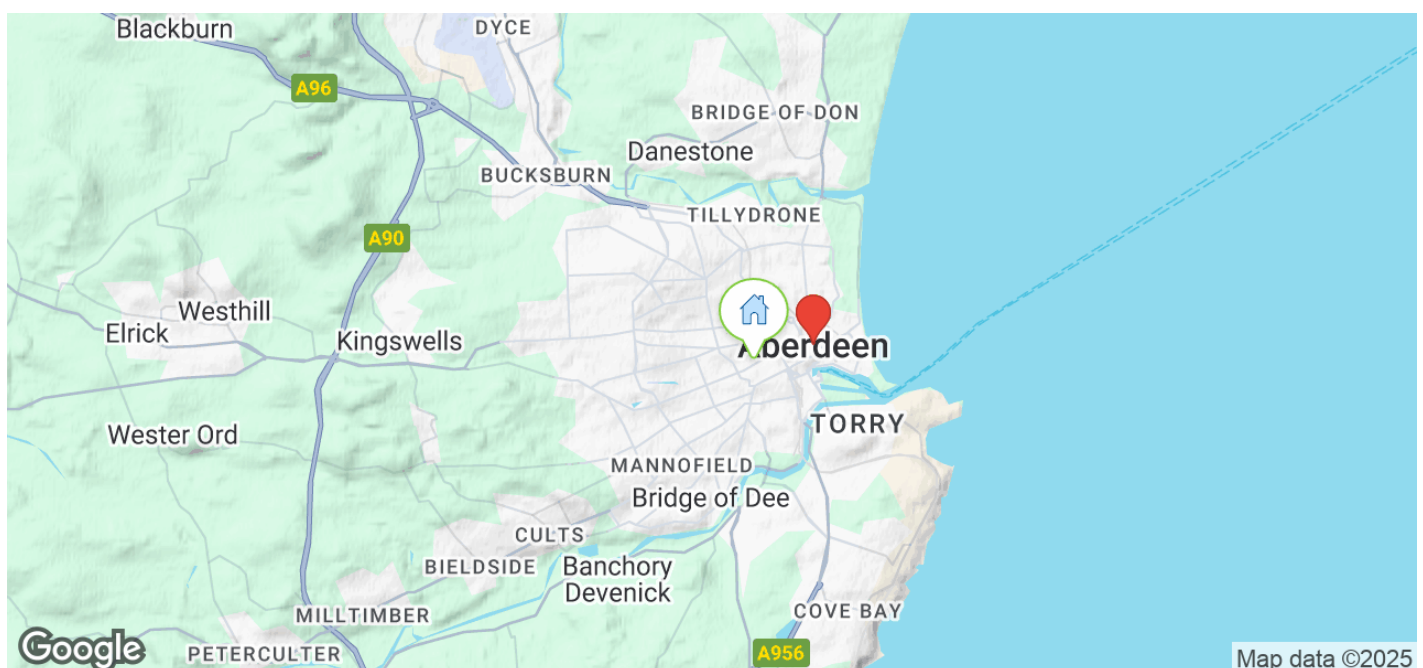 Blackburn
DYCE
A96
BRIDGE OF DON
Danestone
BUCKSBURN
TILLYDRONE
A90
Westhill
Elrick
Kingswells
Aberdeen
TORRY
Wester Ord
MANNOFIELD
Bridge of Dee
CULTS
BIELDSIDE
Banchory
Devenick
MILLTIMBER
COVE BAY
PETERCULTER
A956
Google
Map data ©2025